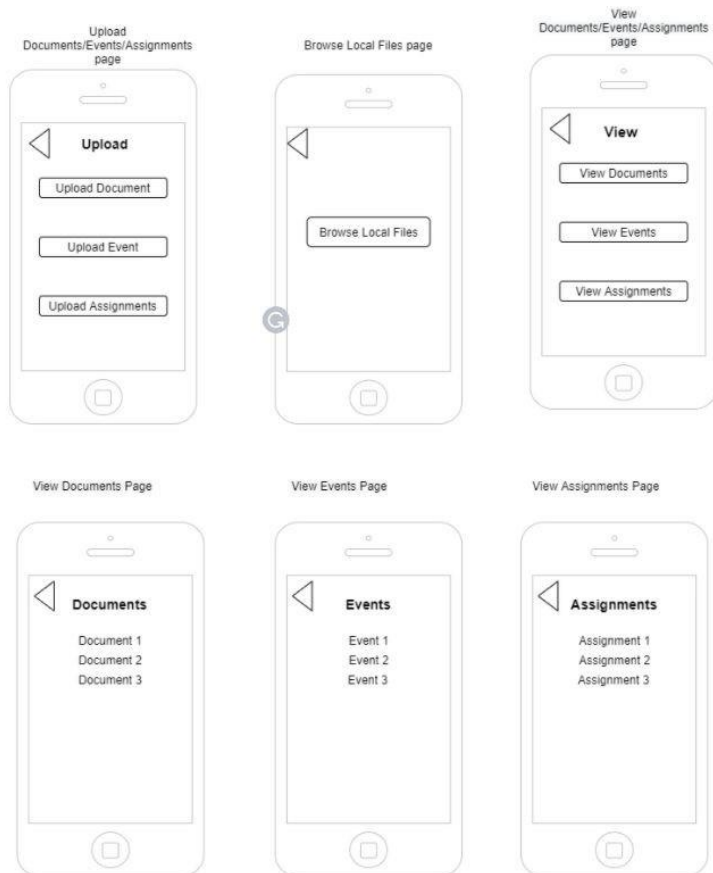 Upload
Documents/Events/Assignments
page
Upload
Upload Document
Upload Event
Upload Assignments
Browse Local Files page
Browse Local Files
View
Documents/Events/Assignments
page
View
View Documents
View Events
View Assignments
View Documents Page
Documents
Document 1
Document 2
Document 3
View Events Page
Events
Event 1
Event 2
Event 3
View Assignments Page
Assignments
Assignment 1
Assignment 2
Assignment 3